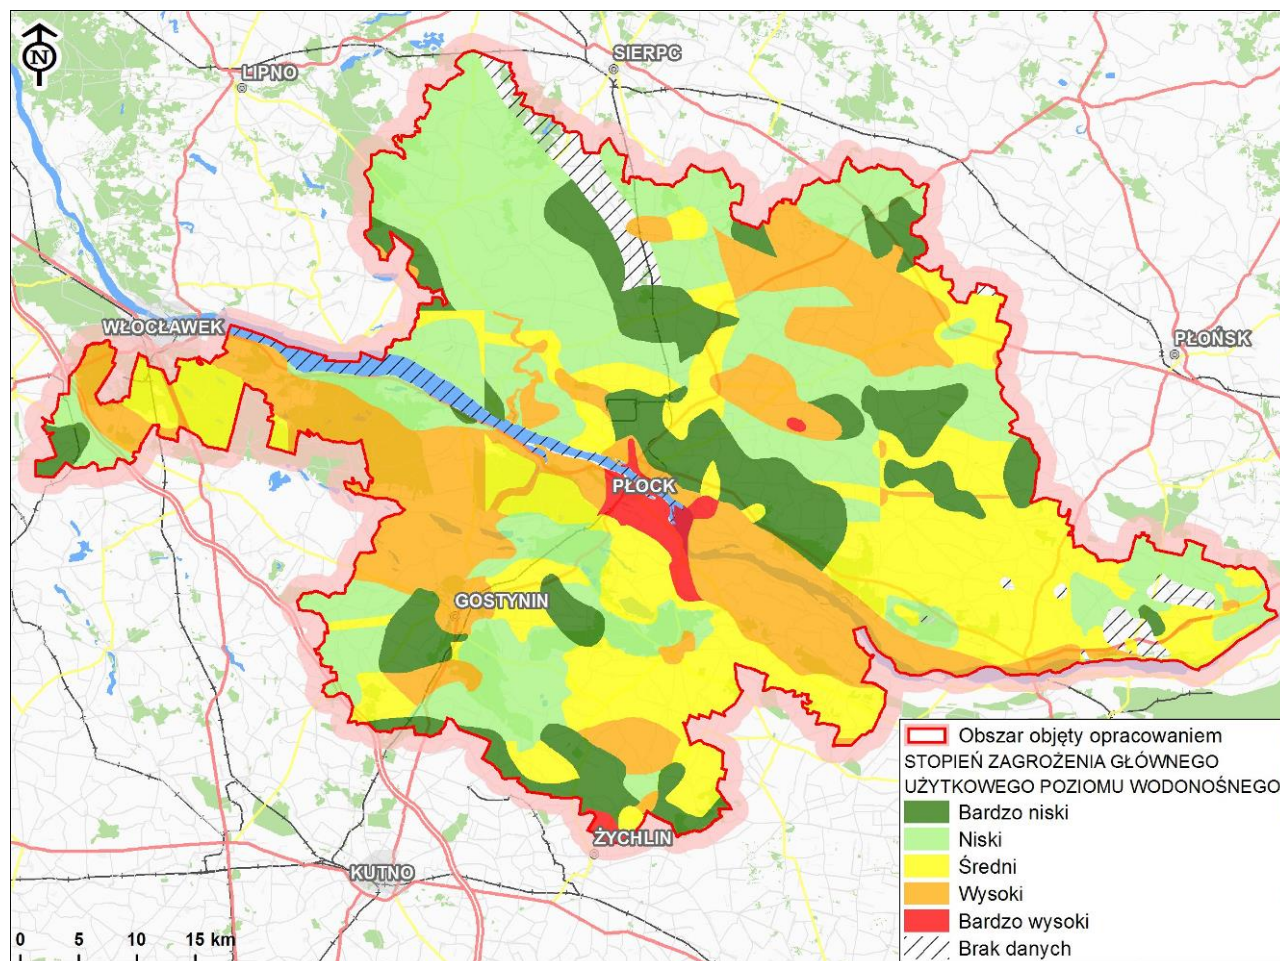 N
SIERPC
LIPNO
WŁOCŁAWEK
PŁOŃSK
PŁOCK
GOSTYNIN
ŻYCHLIN
KUTNO
0 5 10 15 km
Obszar objęty opracowaniem
STOPIEŃ ZAGROŻENIA GŁÓWNEGO
UŻYTKOWEGO POZIOMU WODONOŚNEGO
Bardzo niski
Niski
Średni
Wysoki
Bardzo wysoki
Brak danych